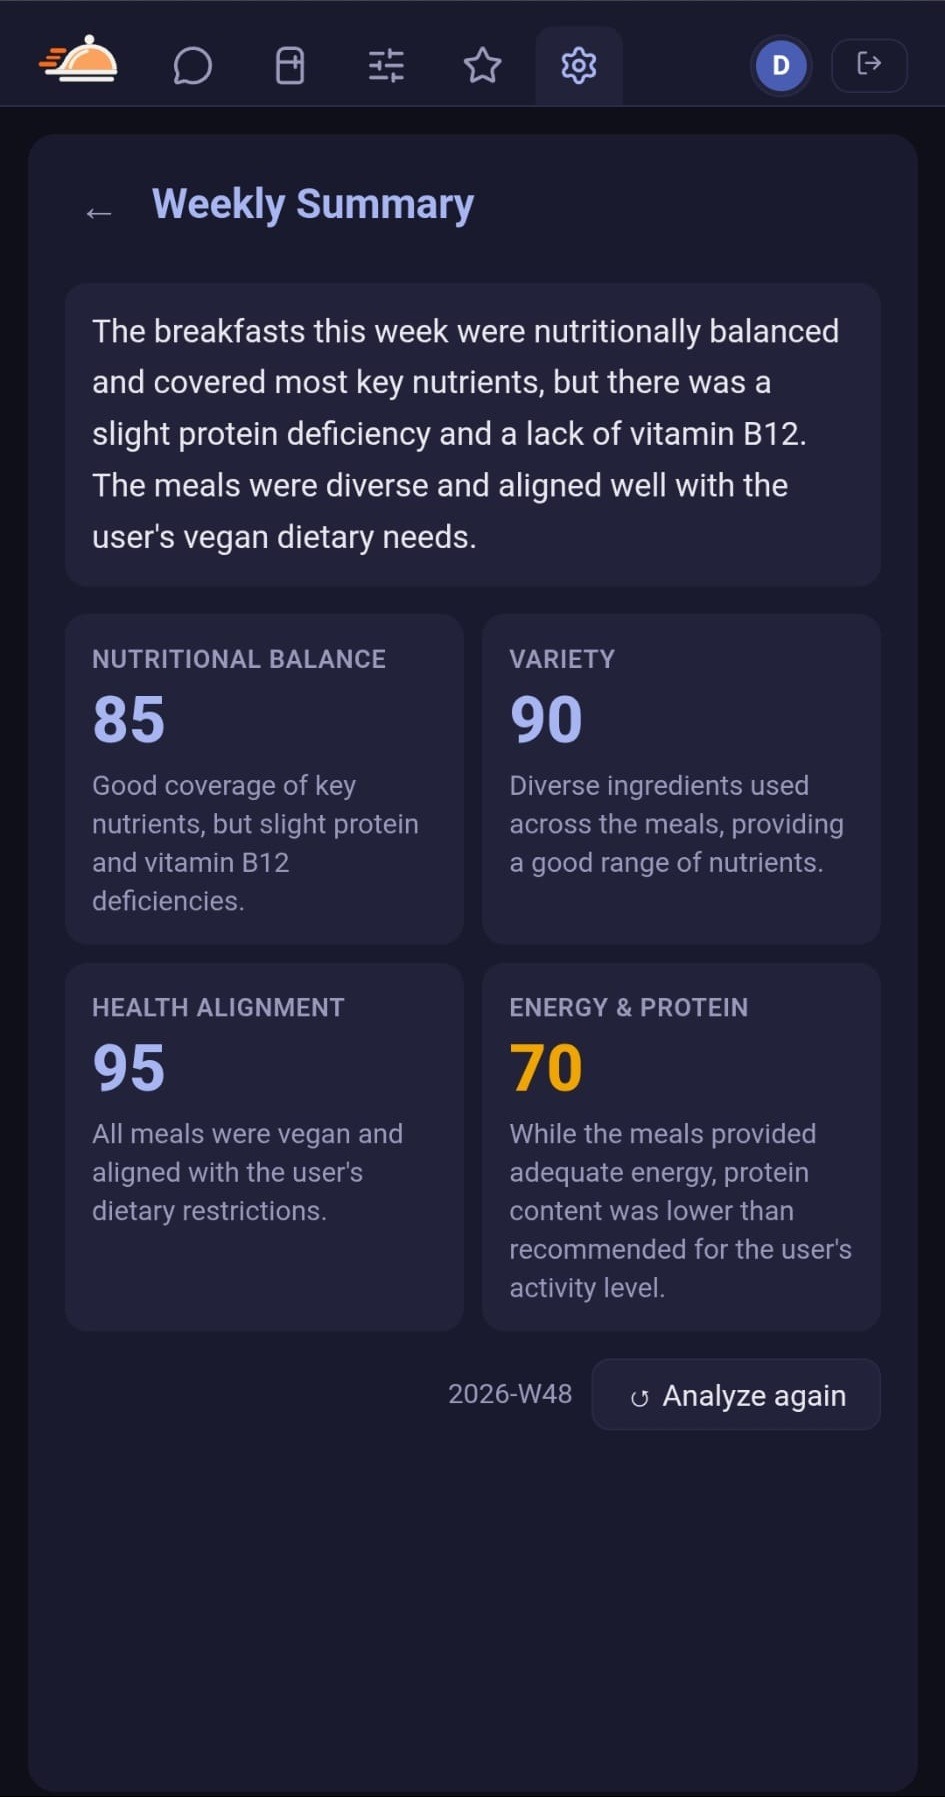 D
← Weekly Summary
The breakfasts this week were nutritionally balanced
and covered most key nutrients, but there was a
slight protein deficiency and a lack of vitamin B12.
The meals were diverse and aligned well with the
user's vegan dietary needs.
NUTRITIONAL BALANCE
85
Good coverage of key
nutrients, but slight protein
and vitamin B12
deficiencies.
VARIETY
90
Diverse ingredients used
across the meals, providing
a good range of nutrients.
HEALTH ALIGNMENT
95
All meals were vegan and
aligned with the user's
dietary restrictions.
ENERGY & PROTEIN
70
While the meals provided
adequate energy, protein
content was lower than
recommended for the user's
activity level.
2026-W48
↺ Analyze again